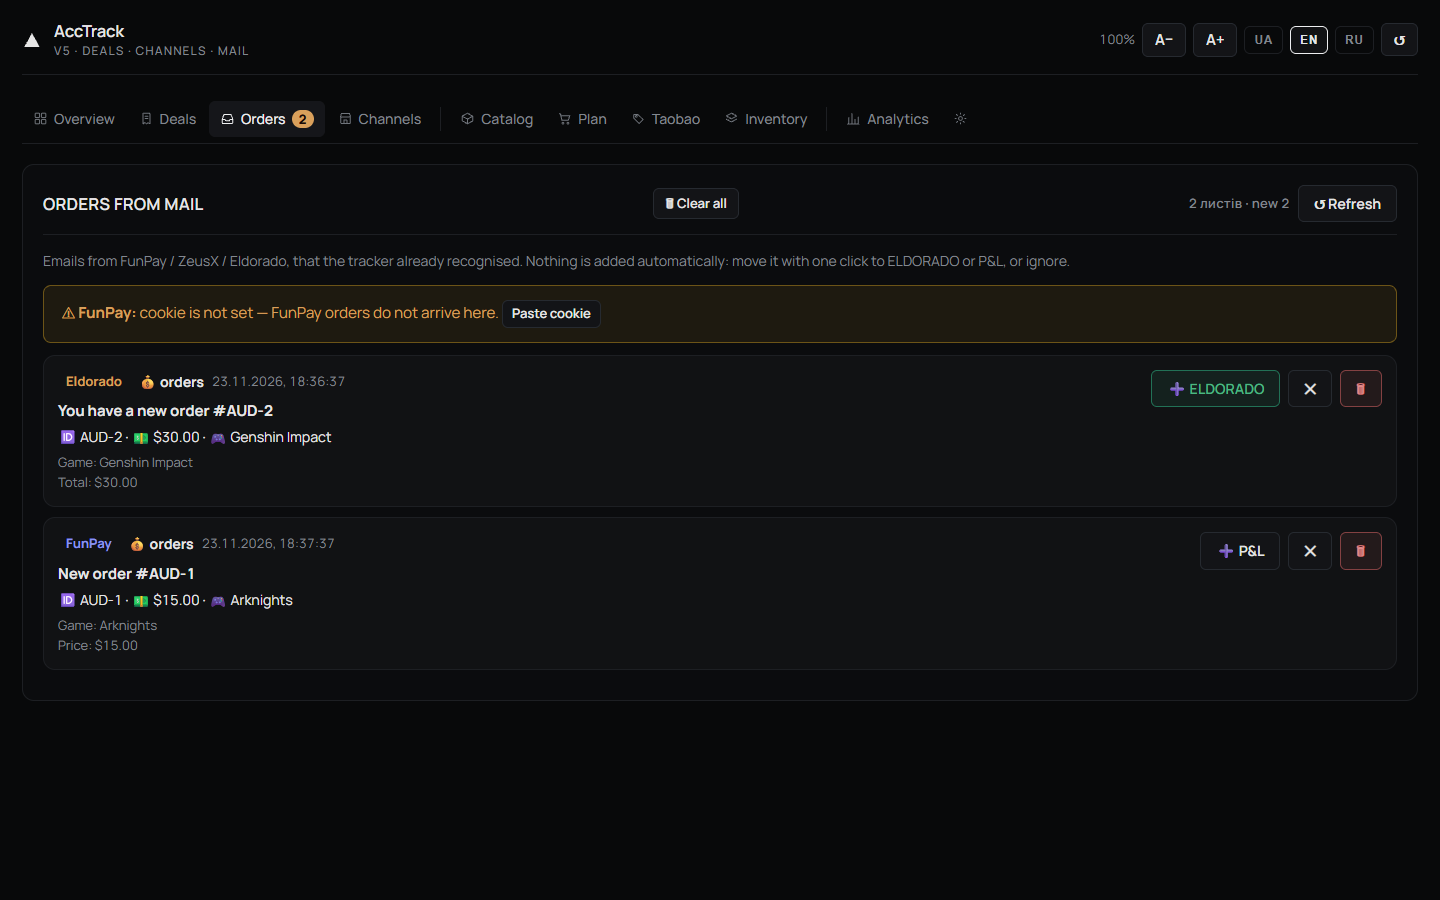 AccTrack
V5 · DEALS · CHANNELS · MAIL
100% A− A+ UA EN RU ↺
Overview Deals Orders 2 Channels Catalog Plan Taobao Inventory Analytics
ORDERS FROM MAIL Clear all 2 листів · new 2 ↺ Refresh
Emails from FunPay / ZeusX / Eldorado, that the tracker already recognised. Nothing is added automatically: move it with one click to ELDORADO or P&L, or ignore.
⚠ FunPay: cookie is not set — FunPay orders do not arrive here. Paste cookie
Eldorado 💰 orders 23.11.2026, 18:36:37 ➕ ELDORADO ✕
You have a new order #AUD-2
🆔 AUD-2 · 💵 $30.00 · 🎮 Genshin Impact
Game: Genshin Impact
Total: $30.00
FunPay 💰 orders 23.11.2026, 18:37:37 ➕ P&L ✕
New order #AUD-1
🆔 AUD-1 · 💵 $15.00 · 🎮 Arknights
Game: Arknights
Price: $15.00